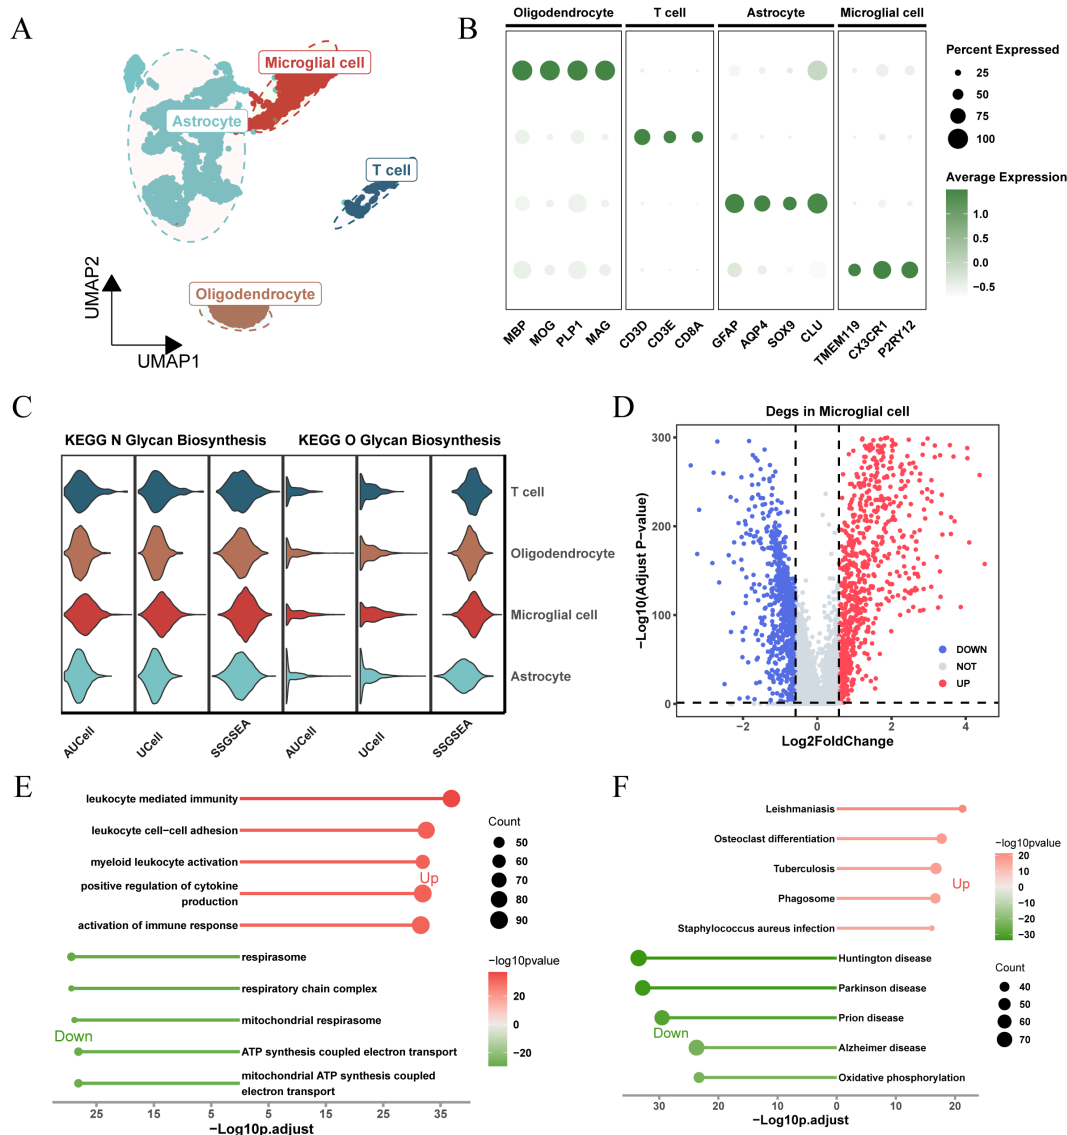 A
Microglial cell
Astrocyte
T cell
Oligodendrocyte
UMAP2
UMAP1
B
Oligodendrocyte T cell Astrocyte Microglial cell
MBP MOG PLP1 MAG CD3D CD3E CD8A GFAP AQP4 SOX9 CLU TMEM119 CX3CR1 P2RY12
Percent Expressed
25
50
75
100
Average Expression
1.0
0.5
0.0
−0.5
C
KEGG N Glycan Biosynthesis KEGG O Glycan Biosynthesis
T cell
Oligodendrocyte
Microglial cell
Astrocyte
AUCell UCell SSGSEA AUCell UCell SSGSEA
D
Degs in Microglial cell
−Log10(Adjust P−value)
300
200
100
0
DOWN
NOT
UP
−2 0 2 4
Log2FoldChange
E
leukocyte mediated immunity
leukocyte cell−cell adhesion
myeloid leukocyte activation
Up
positive regulation of cytokine
production
activation of immune response
respirasome
respiratory chain complex
mitochondrial respirasome
Down
ATP synthesis coupled electron transport
mitochondrial ATP synthesis coupled
electron transport
25 15 5 5 15 25 35
−Log10p.adjust
Count
50
60
70
80
90
−log10pvalue
20
0
−20
F
Leishmaniasis
Osteoclast differentiation
Tuberculosis
Up
Phagosome
Staphylococcus aureus infection
Huntington disease
Parkinson disease
Prion disease
Down
Alzheimer disease
Oxidative phosphorylation
30 20 10 0 10 20
−Log10p.adjust
−log10pvalue
20
10
0
−10
−20
−30
Count
40
50
60
70